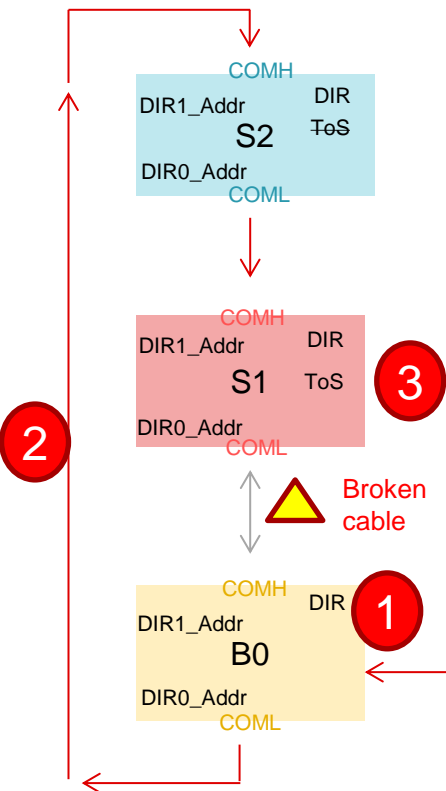 COMH
DIR1_Addr
DIR
S2
ToS
DIR0_Addr
COML
COMH
DIR1_Addr
DIR
S1
ToS
3
DIR0_Addr
COML
2
Broken
cable
COMH
DIR
1
DIR1_Addr
B0
DIR0_Addr
COML